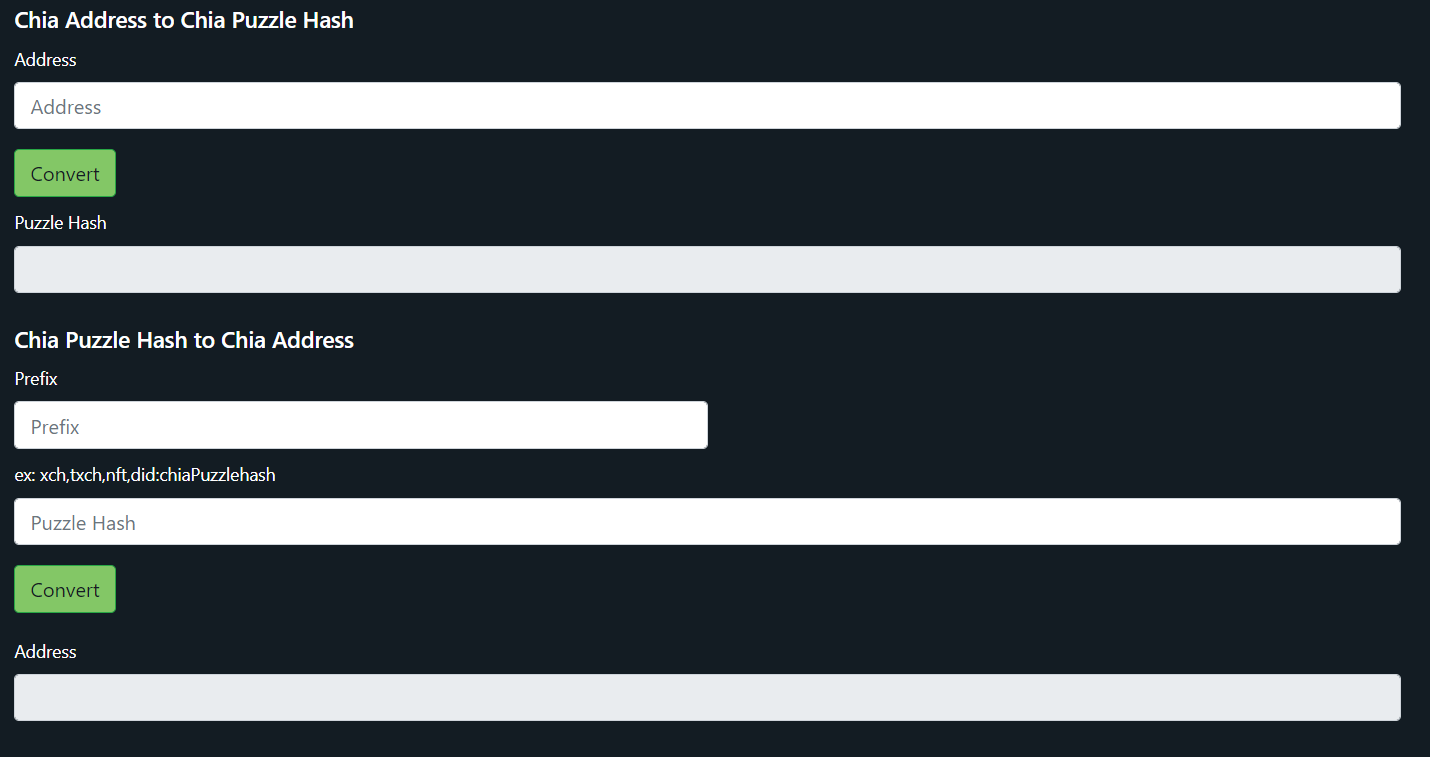 Chia Address to Chia Puzzle Hash
Address
Address
Convert
Puzzle Hash
Chia Puzzle Hash to Chia Address
Prefix
Prefix
ex: xch,txch,nft,did:chiaPuzzlehash
Puzzle Hash
Convert
Address